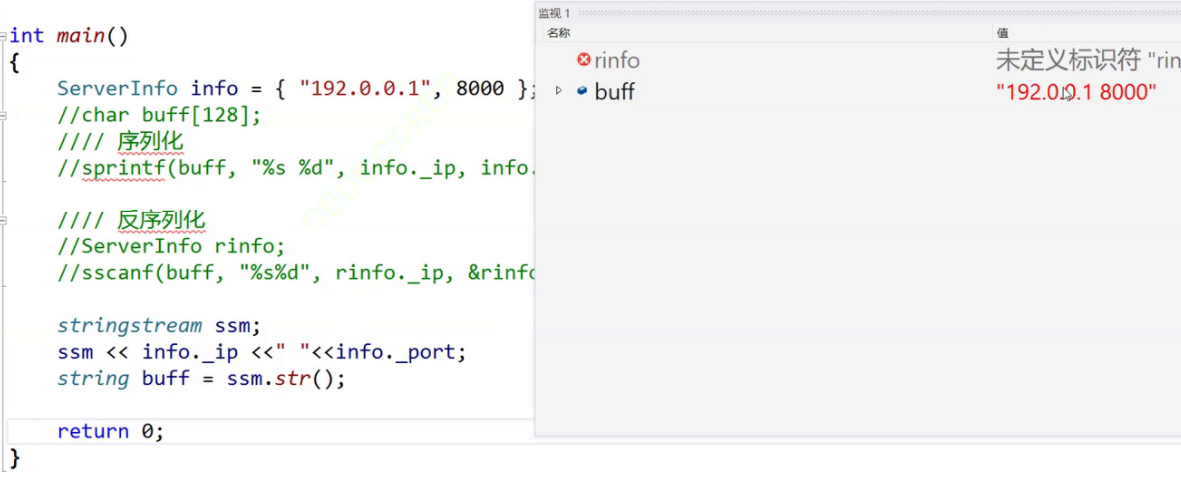 int main()
{
ServerInfo info = { "192.0.0.1", 8000 };
//char buff[128];
//// 序列化
//sprintf(buff, "%s %d", info._ip, info.
//// 反序列化
//ServerInfo rinfo;
//sscanf(buff, "%s%d", rinfo._ip, &rinfo
stringstream ssm;
ssm << info._ip <<" "<<info._port;
string buff = ssm.str();
return 0;
}
监视 1
名称 值
rinfo 未定义标识符 "rin
buff "192.0.0.1 8000"